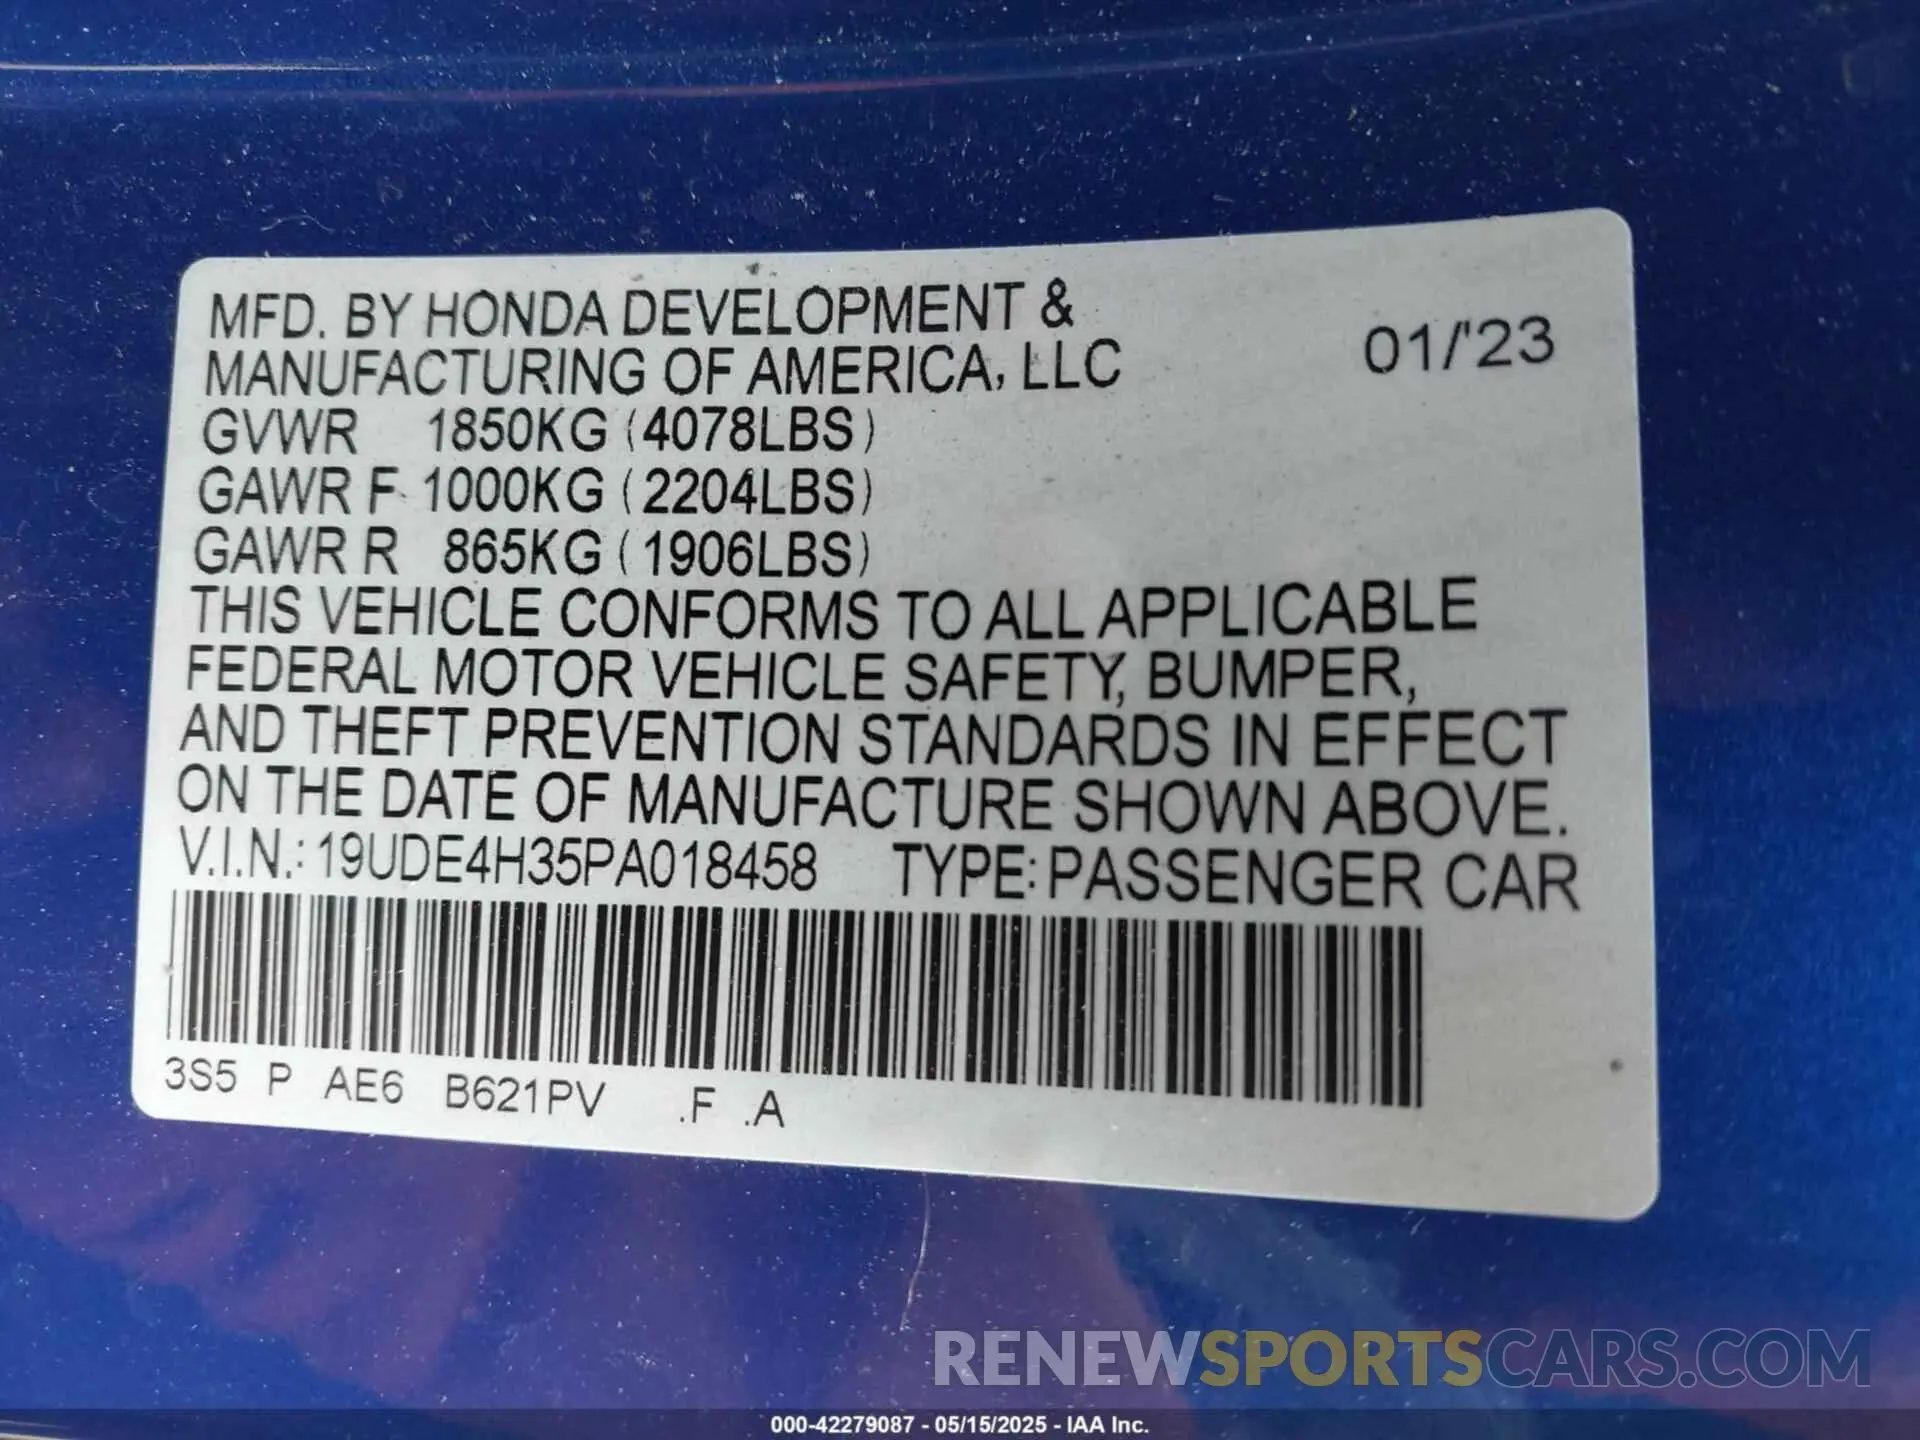 MFD. BY HONDA DEVELOPMENT &
MANUFACTURING OF AMERICA, LLC 01/'23
GVWR 1850KG (4078LBS)
GAWR F 1000KG (2204LBS)
GAWR R 865KG (1906LBS)
THIS VEHICLE CONFORMS TO ALL APPLICABLE
FEDERAL MOTOR VEHICLE SAFETY, BUMPER,
AND THEFT PREVENTION STANDARDS IN EFFECT
ON THE DATE OF MANUFACTURE SHOWN ABOVE.
V.I.N.: 19UDE4H35PA018458 TYPE: PASSENGER CAR
3S5 P AE6 B621PV .F .A
RENEWSPORTSCARS.COM
000-42279087 - 05/15/2025 - IAA Inc.